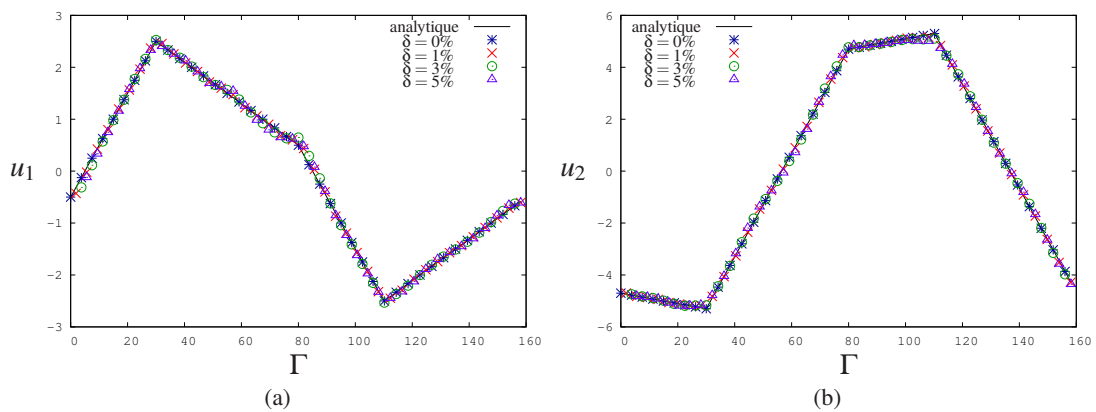 3
2
1
0
−1
−2
−3
0 20 40 60 80 100 120 140 160
u1
Γ
analytique
δ = 0%
δ = 1%
δ = 3%
δ = 5%
(a)
6
4
2
0
−2
−4
−6
0 20 40 60 80 100 120 140 160
u2
Γ
analytique
δ = 0%
δ = 1%
δ = 3%
δ = 5%
(b)